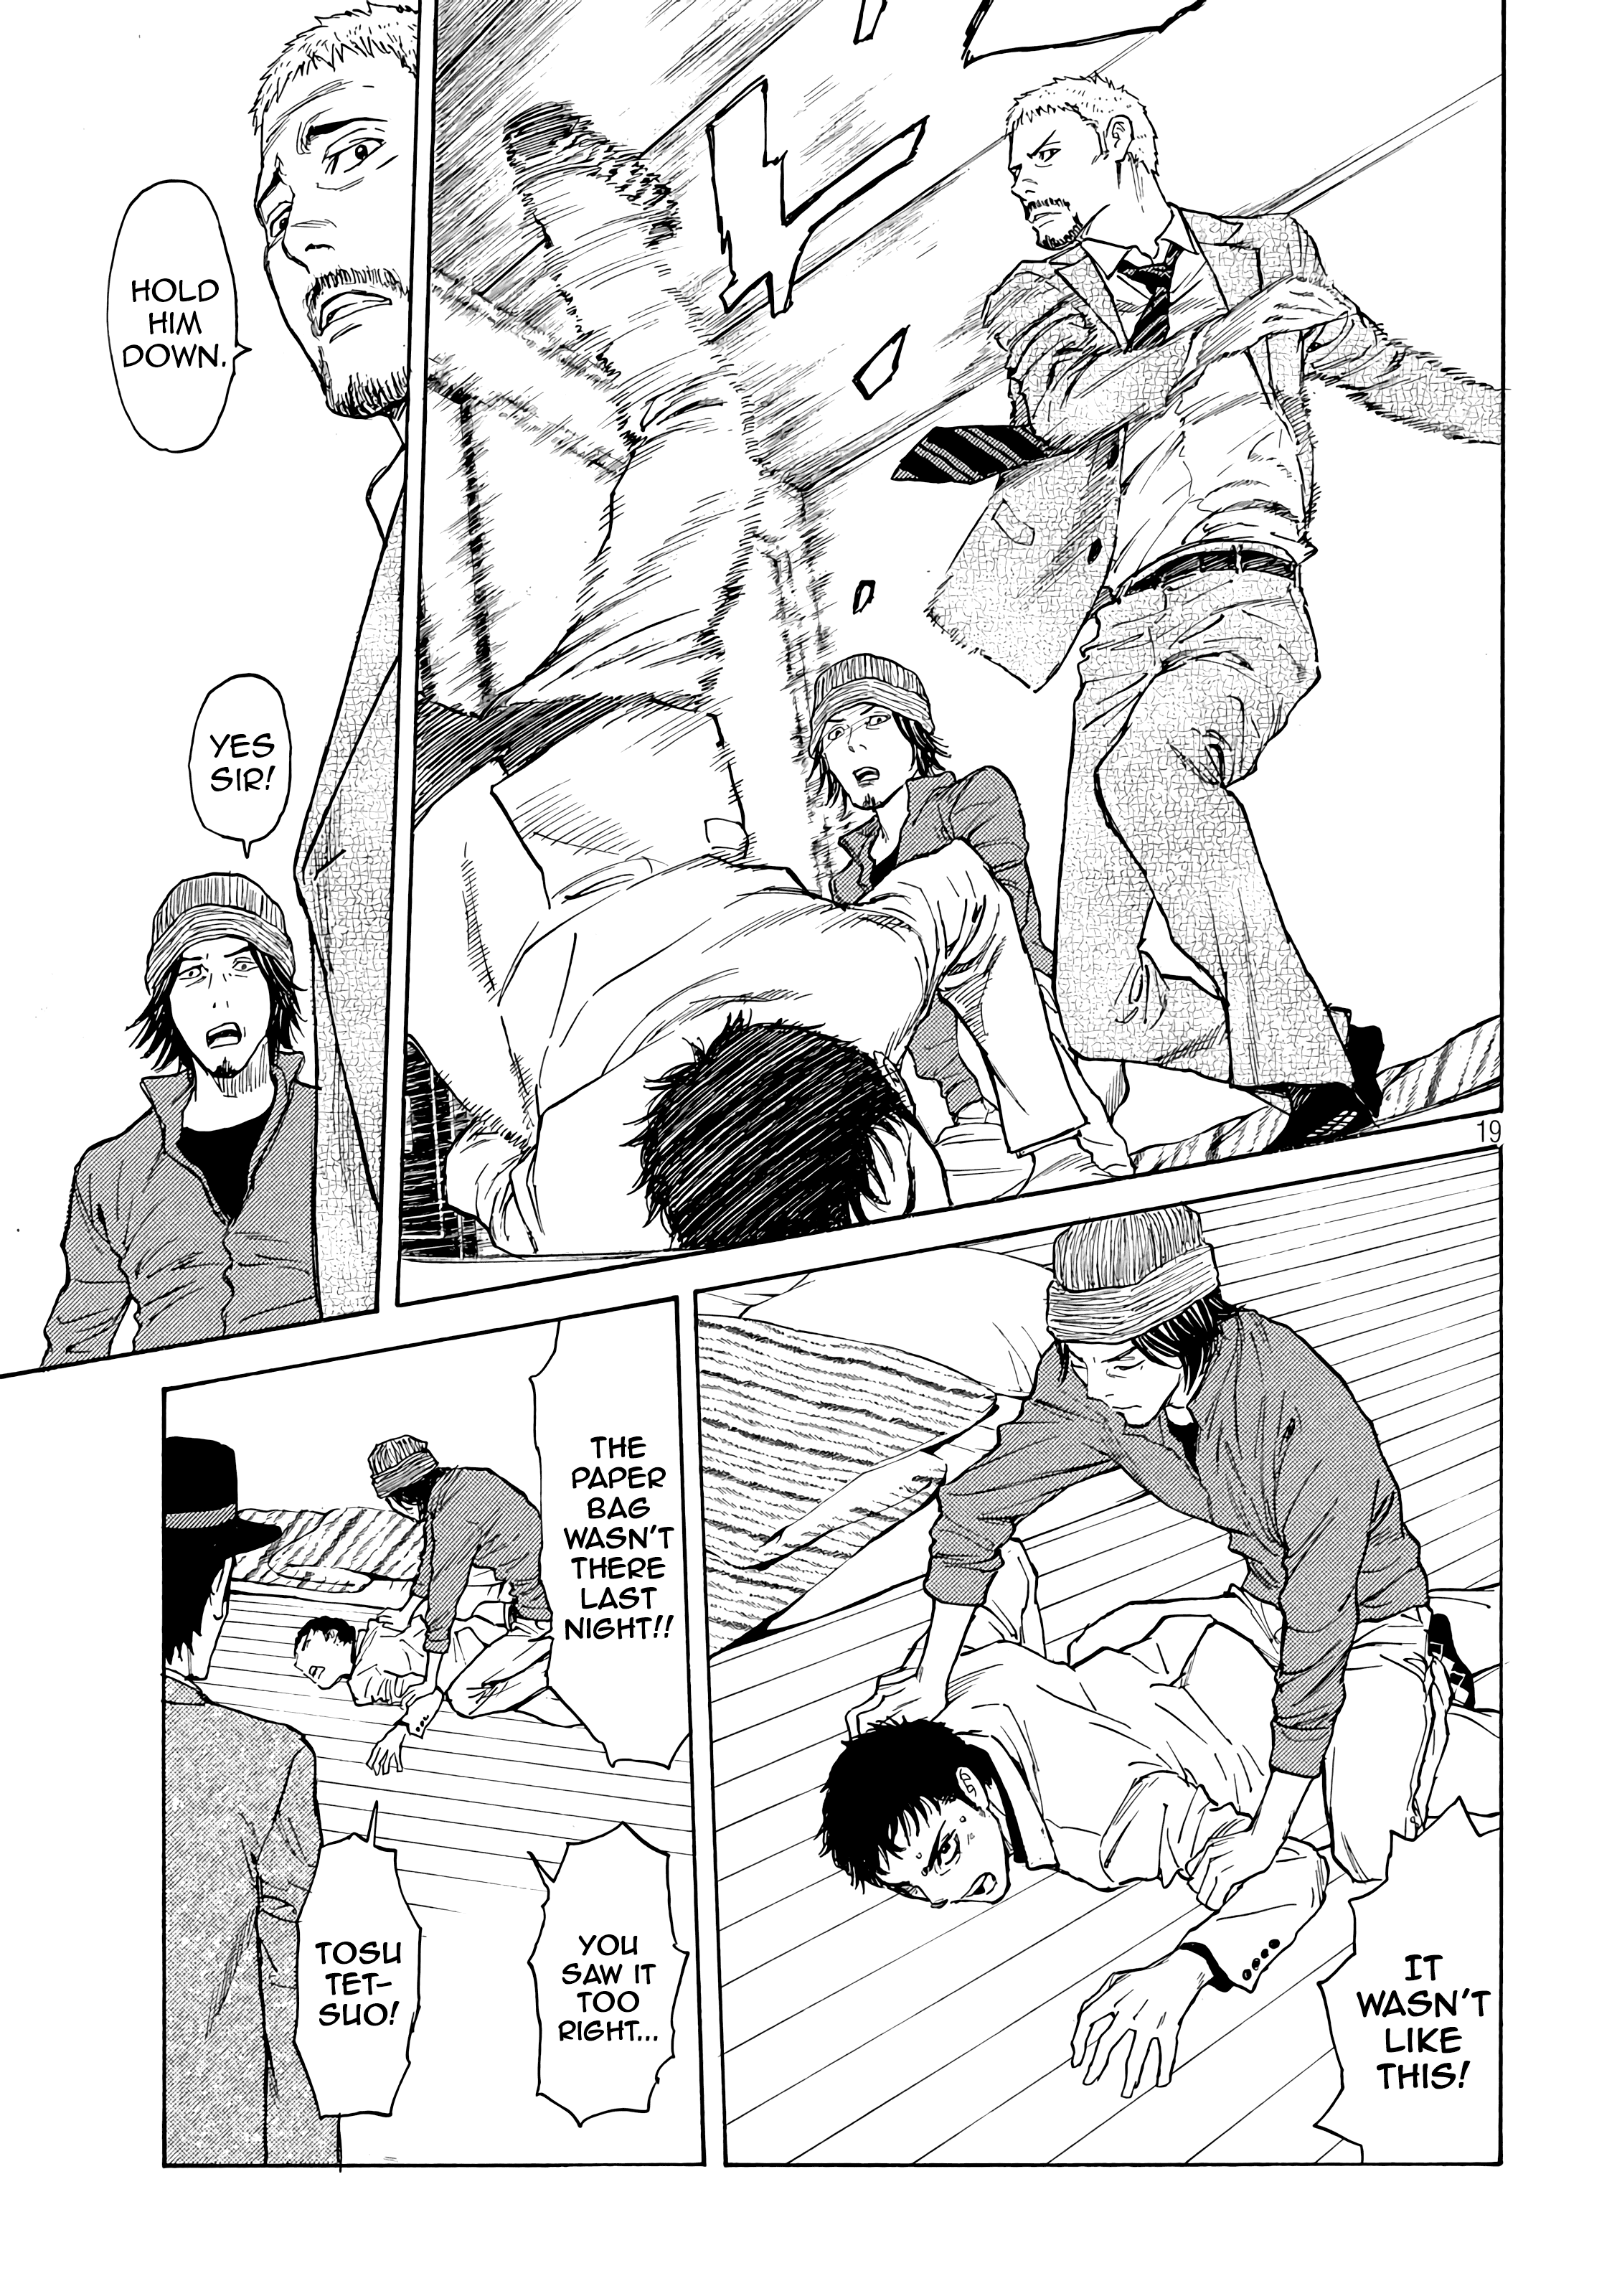 HOLD
HIM
DOWN.
YES
SIR!
19
IT
WASN'T
LIKE
THIS!
THE
PAPER
BAG
WASN'T
THERE
LAST
NIGHT!!
YOU
SAW IT
TOO
RIGHT...
TOSU
TET-
SUO!